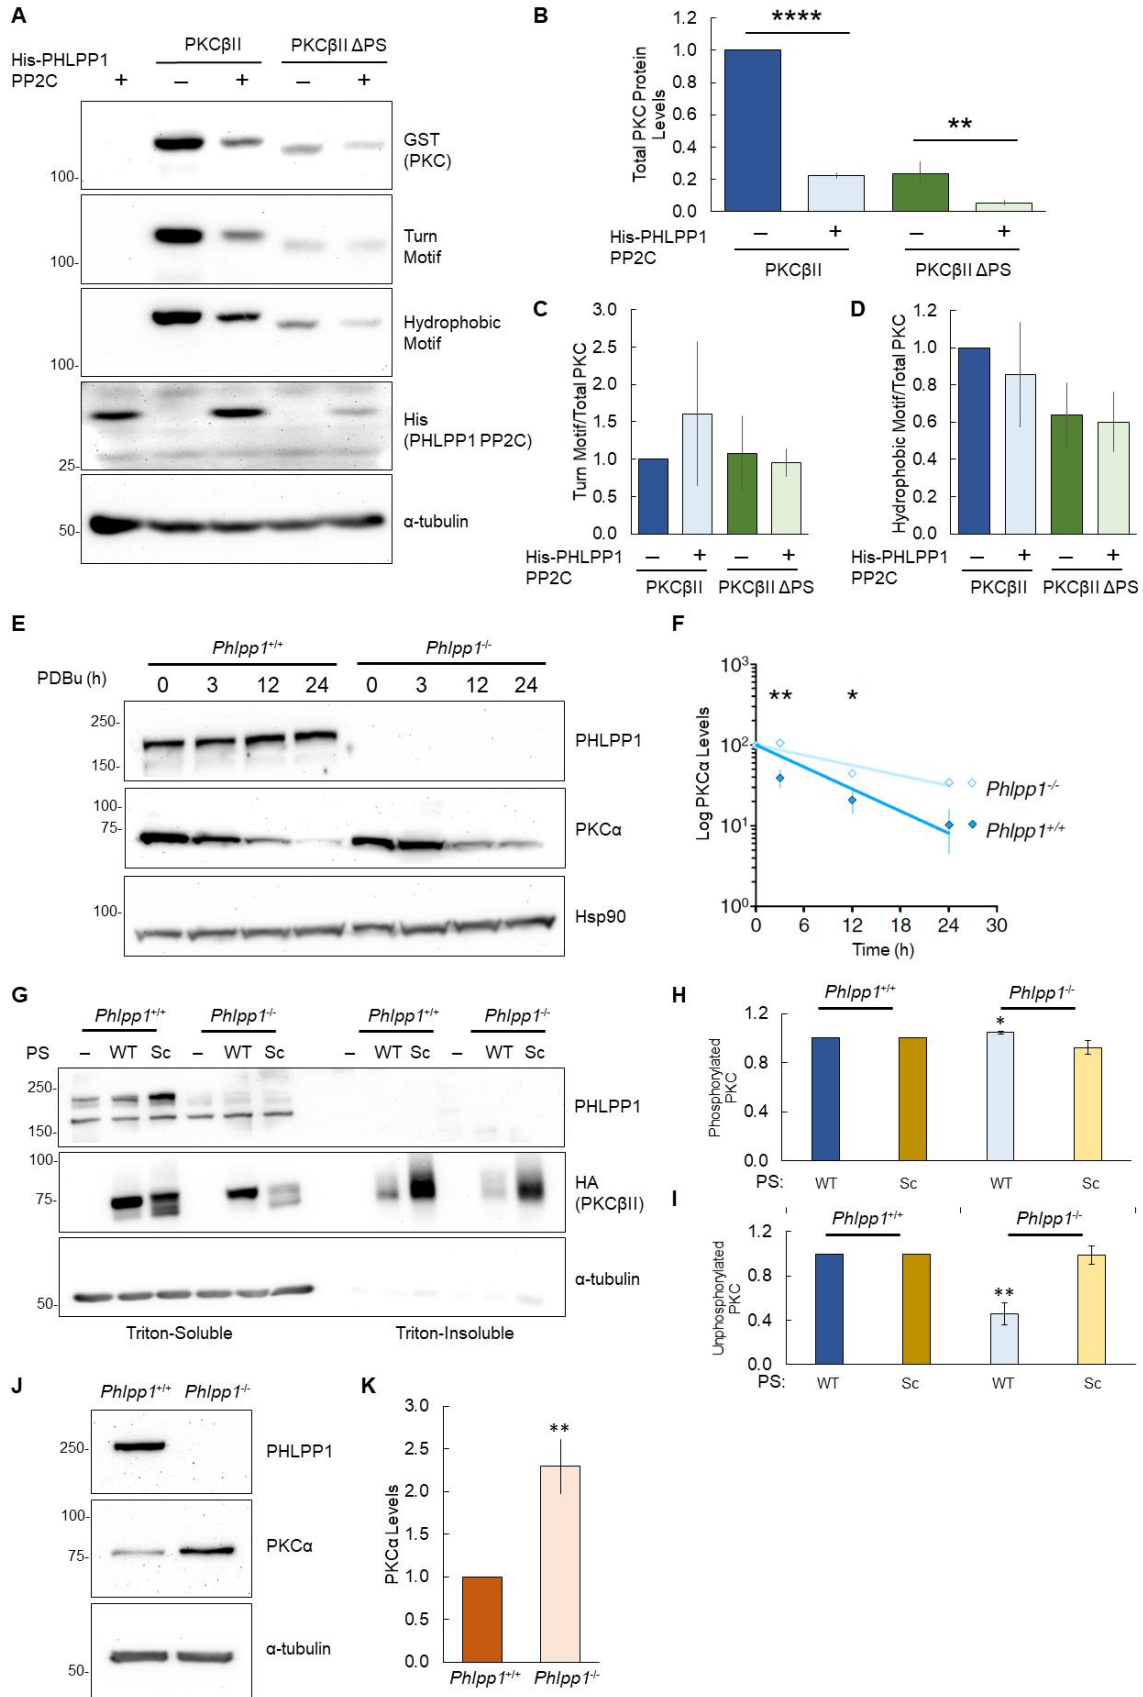 A
His-PHLPP1
PP2C
PKCβII
PKCβII ΔPS
+ – + – +
GST
(PKC)
100-
Turn
Motif
100-
Hydrophobic
Motif
100-
His
(PHLPP1 PP2C)
25-
α-tubulin
50-
B
Total PKC Protein
Levels
1.2
1.0
0.8
0.6
0.4
0.2
0.0
****
**
His-PHLPP1
PP2C
– + – +
PKCβII
PKCβII ΔPS
C
Turn Motif/Total PKC
3.0
2.5
2.0
1.5
1.0
0.5
0.0
His-PHLPP1
PP2C
– + – +
PKCβII
PKCβII ΔPS
D
Hydrophobic Motif/Total PKC
1.2
1.0
0.8
0.6
0.4
0.2
0.0
His-PHLPP1
PP2C
– + – +
PKCβII
PKCβII ΔPS
E
Phlpp1+/+
Phlpp1-/-
PDBu (h)
0 3 12 24 0 3 12 24
250-
150-
PHLPP1
100-
75-
PKCα
100-
Hsp90
F
Log PKCα Levels
10³
10²
10¹
10⁰
** *
Phlpp1-/-
Phlpp1+/+
0 6 12 18 24 30
Time (h)
G
Phlpp1+/+ Phlpp1-/- Phlpp1+/+ Phlpp1-/-
PS – WT Sc – WT Sc – WT Sc – WT Sc
250-
150-
PHLPP1
100-
75-
HA
(PKCβII)
50-
α-tubulin
Triton-Soluble
Triton-Insoluble
H
Phlpp1+/+
Phlpp1-/-
Phosphorylated
PKC
1.2
0.8
0.4
0.0
*
PS: WT Sc WT Sc
I
Phlpp1+/+
Phlpp1-/-
Unphosphorylated
PKC
1.2
0.8
0.4
0.0
**
PS: WT Sc WT Sc
J
Phlpp1+/+ Phlpp1-/-
250-
PHLPP1
100-
75-
PKCα
50-
α-tubulin
K
PKCα Levels
3.0
2.5
2.0
1.5
1.0
0.5
0.0
**
Phlpp1+/+ Phlpp1-/-